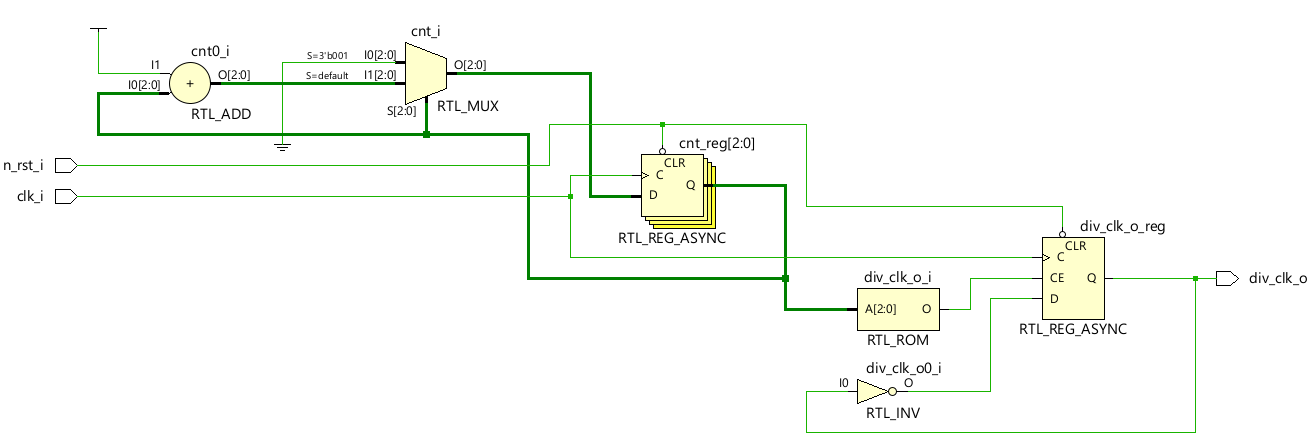 cnt_i
cnt0_i
S=3'b001
I0[2:0]
I1
O[2:0]
O[2:0]
S=default
I1[2:0]
I0[2:0]
+
S[2:0]
RTL_MUX
RTL_ADD
cnt_reg[2:0]
n_rst_i
CLR
C
Q
D
clk_i
RTL_REG_ASYNC
div_clk_o_reg
CLR
C
div_clk_o_i
CE
Q
div_clk_o
D
A[2:0]
O
RTL_REG_ASYNC
RTL_ROM
div_clk_o0_i
I0
O
RTL_INV